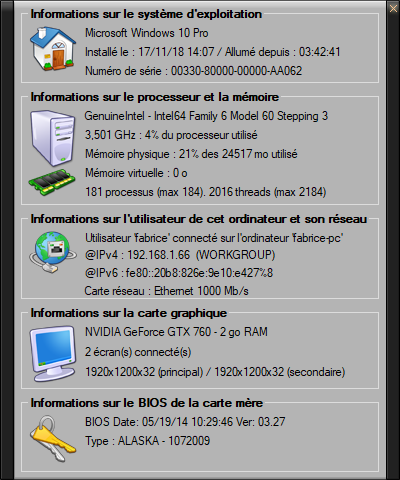 Informations sur le système d'exploitation
Microsoft Windows 10 Pro
Installé le : 17/11/18 14:07 / Allumé depuis : 03:42:41
Numéro de série : 00330-80000-00000-AA062
Informations sur le processeur et la mémoire
GenuineIntel - Intel64 Family 6 Model 60 Stepping 3
3,501 GHz : 4% du processeur utilisé
Mémoire physique : 21% des 24517 mo utilisé
Mémoire virtuelle : 0 o
181 processus (max 184). 2016 threads (max 2184)
Informations sur l'utilisateur de cet ordinateur et son réseau
Utilisateur 'fabrice' connecté sur l'ordinateur 'fabrice-pc'
@IPv4 : 192.168.1.66 (WORKGROUP)
@IPv6 : fe80::20b8:826e:9e10:e427%8
Carte réseau : Ethernet 1000 Mb/s
Informations sur la carte graphique
NVIDIA GeForce GTX 760 - 2 go RAM
2 écran(s) connecté(s)
1920x1200x32 (principal) / 1920x1200x32 (secondaire)
Informations sur le BIOS de la carte mère
BIOS Date: 05/19/14 10:29:46 Ver: 03.27
Type : ALASKA - 1072009